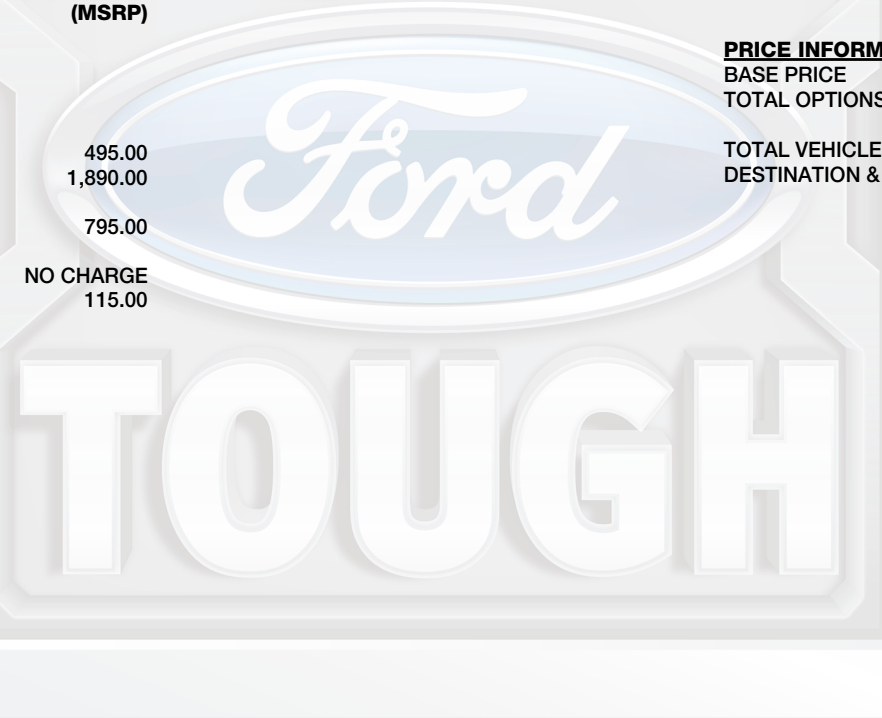 (MSRP)
495.00
1,890.00
795.00
NO CHARGE
115.00
PRICE INFORM
BASE PRICE
TOTAL OPTIONS
TOTAL VEHICLE
DESTINATION &
Ford
TOUGH